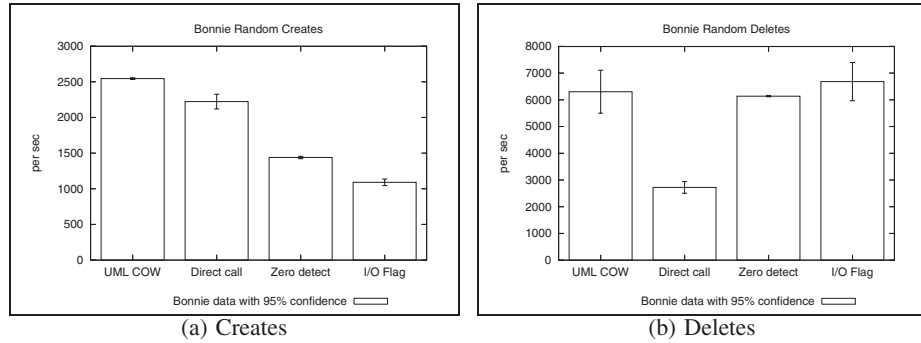 Bonnie Random Creates
3000
2500
2000
1500
1000
500
0
per sec
UML COW Direct call Zero detect I/O Flag
Bonnie data with 95% confidence
(a) Creates
Bonnie Random Deletes
8000
7000
6000
5000
4000
3000
2000
1000
0
per sec
UML COW Direct call Zero detect I/O Flag
Bonnie data with 95% confidence
(b) Deletes